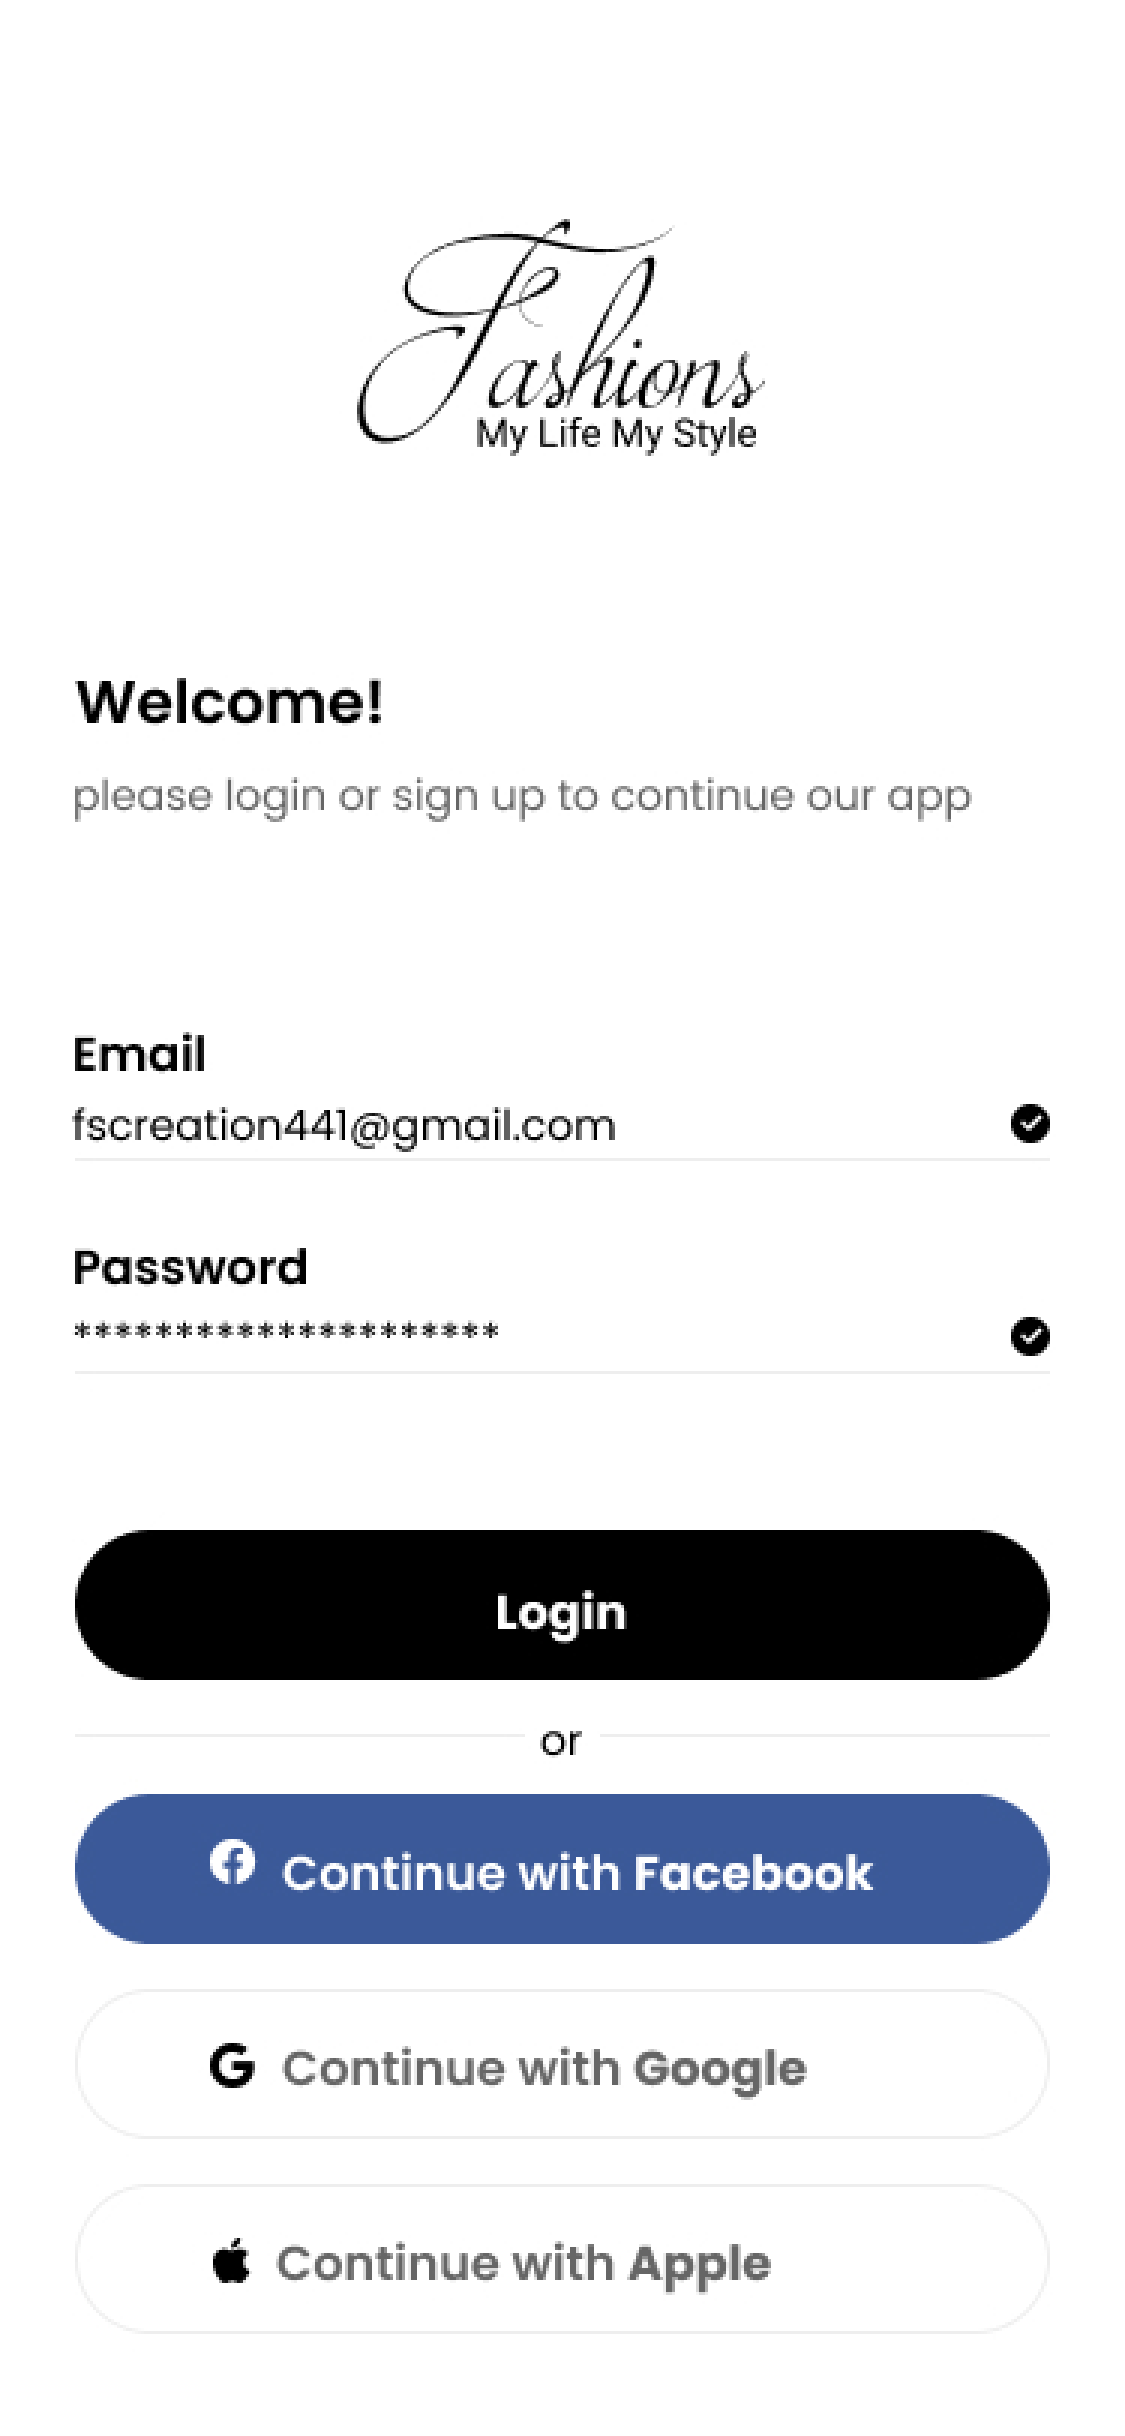 Fashions
My Life My Style
Welcome!
please login or sign up to continue our app
Email
fscreation441@gmail.com
Password
*********************
Login
or
Continue with Facebook
Continue with Google
Continue with Apple